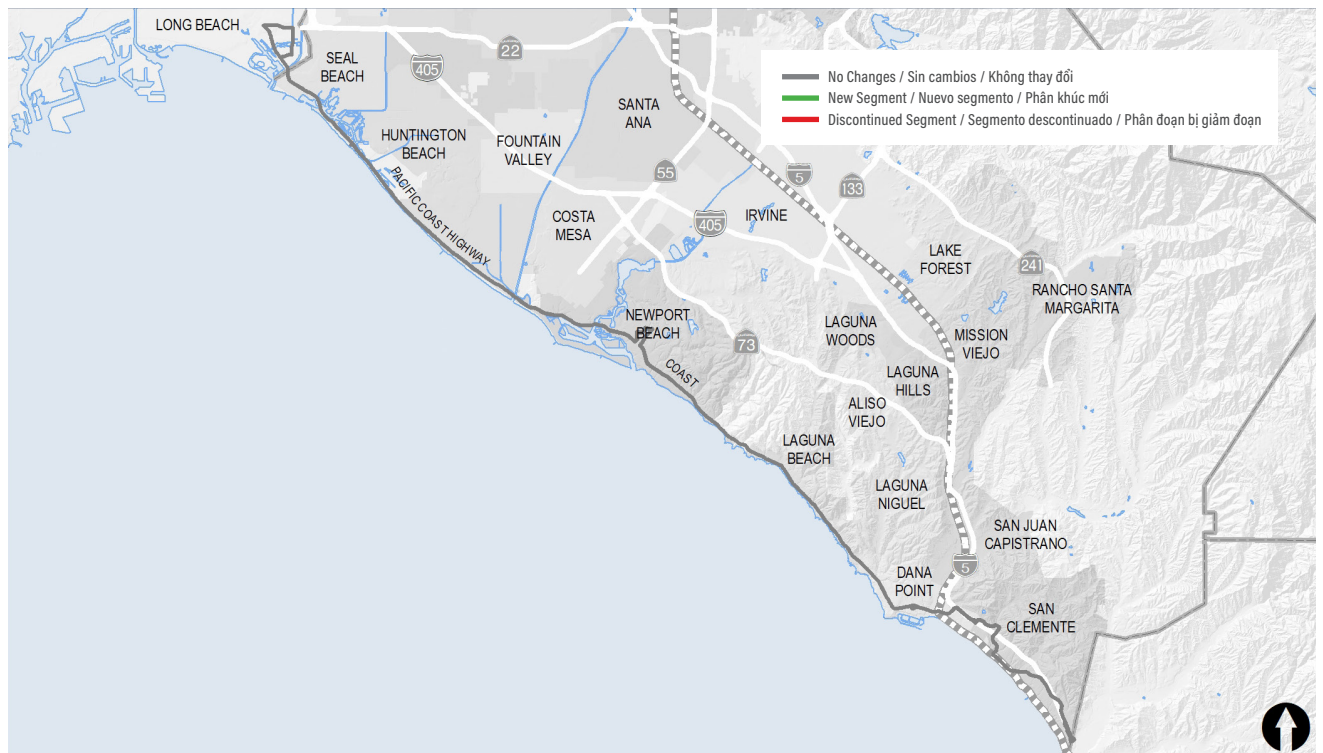 LONG BEACH
SEAL
BEACH
22
405
No Changes / Sin cambios / Không thay đổi
New Segment / Nuevo segmento / Phân khúc mới
Discontinued Segment / Segmento descontinuado / Phân đoạn bị giảm đoạn
SANTA
ANA
HUNTINGTON
BEACH
FOUNTAIN
VALLEY
55
5
133
PACIFIC COAST HIGHWAY
COSTA
MESA
405
IRVINE
LAKE
FOREST
241
RANCHO SANTA
MARGARITA
NEWPORT
BEACH
73
LAGUNA
WOODS
MISSION
VIEJO
COAST
LAGUNA
HILLS
ALISO
VIEJO
LAGUNA
BEACH
LAGUNA
NIGUEL
SAN JUAN
CAPISTRANO
5
DANA
POINT
SAN
CLEMENTE